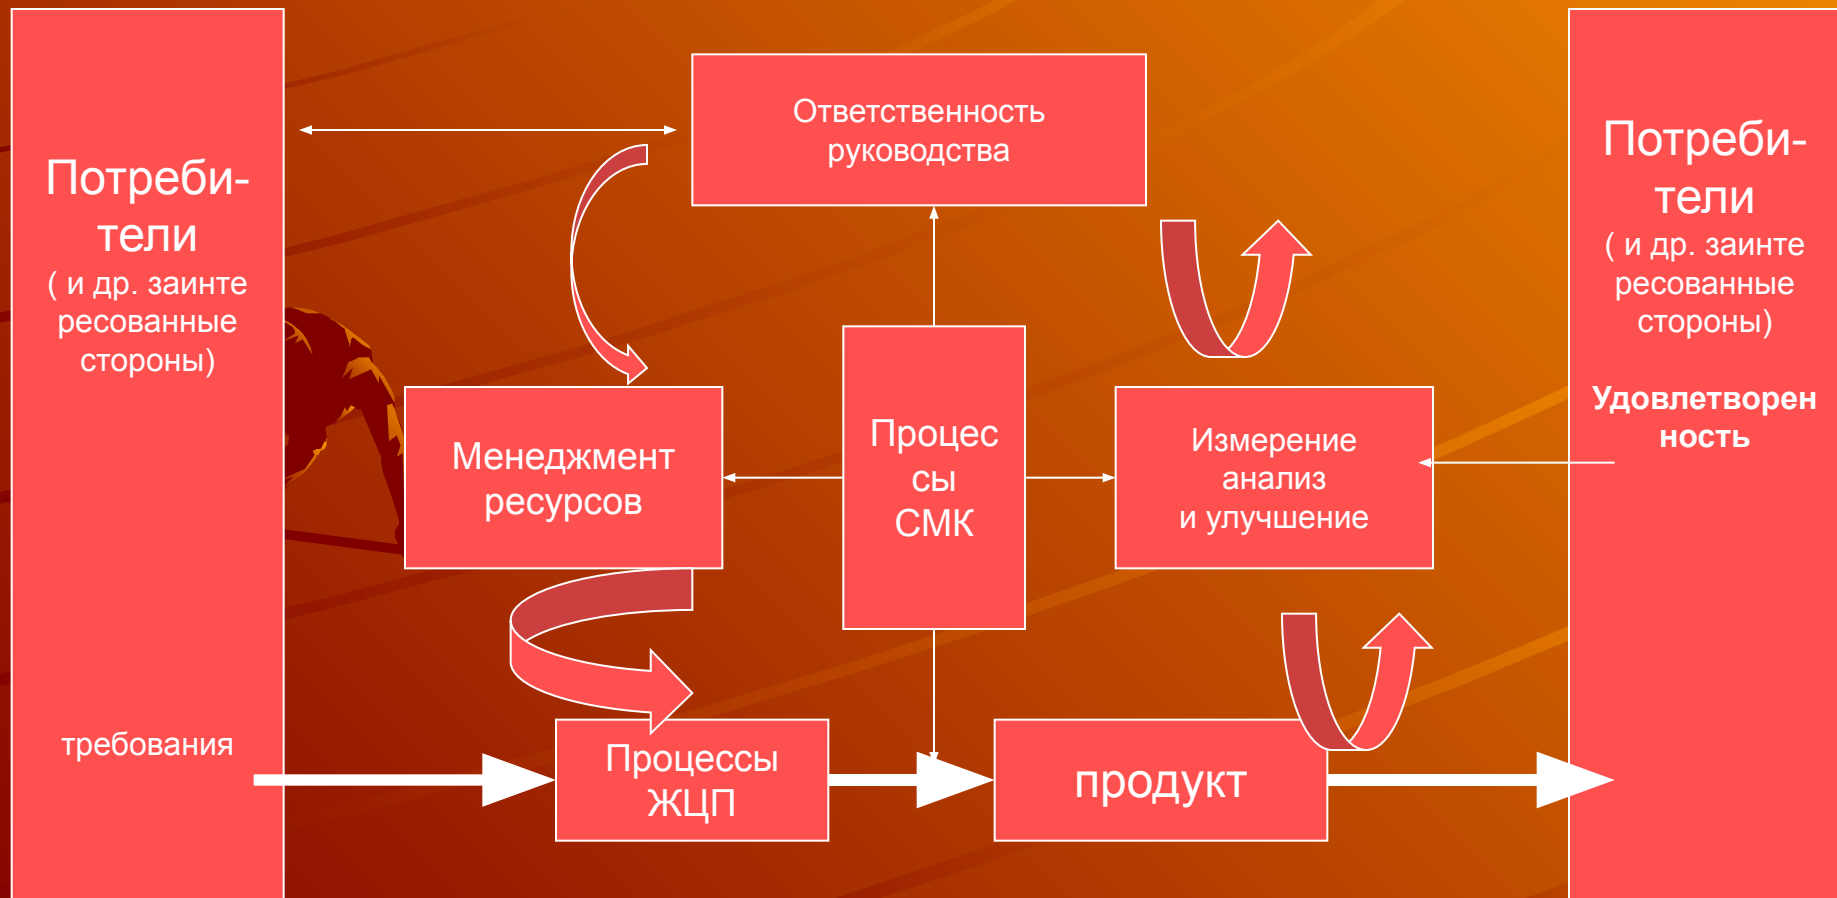 Потреби-
тели
( и др. заинте
ресованные
стороны)
требования
Ответственность
руководства
Менеджмент
ресурсов
Процес
сы
СМК
Измерение
анализ
и улучшение
Процессы
ЖЦП
продукт
Потреби-
тели
( и др. заинте
ресованные
стороны)
Удовлетворен
ность